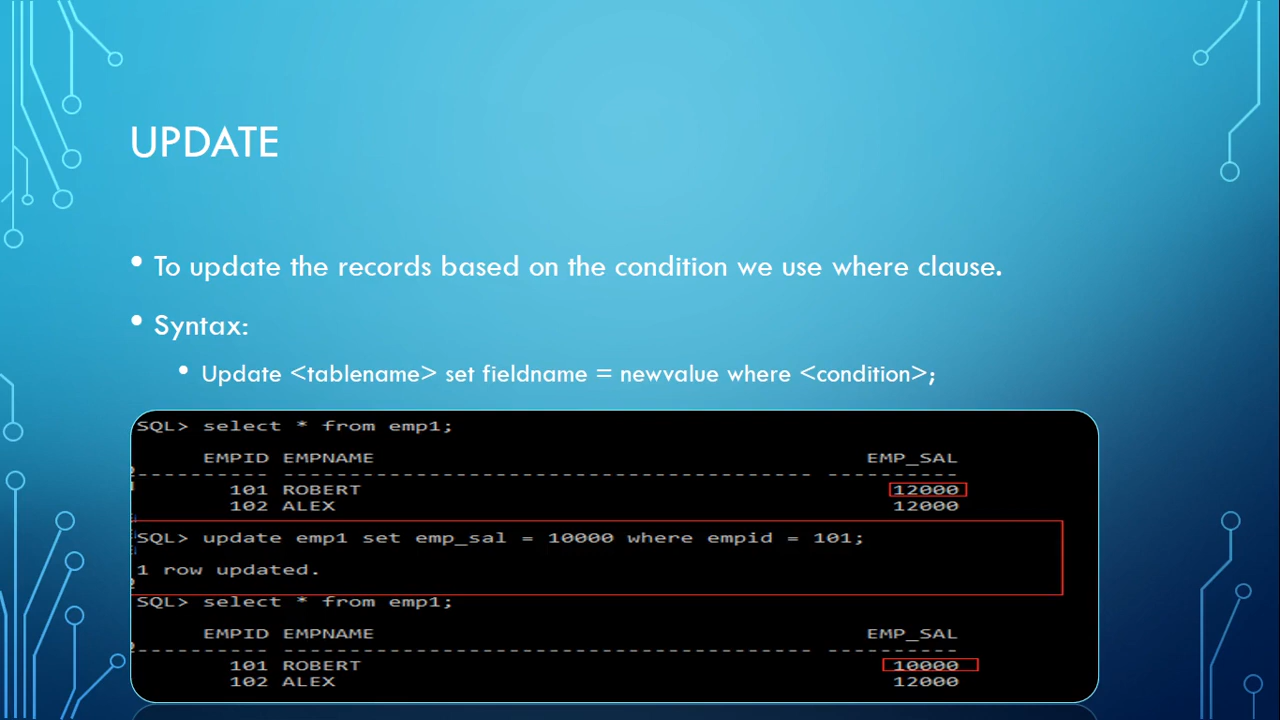 UPDATE
• To update the records based on the condition we use where clause.
• Syntax:
• Update <tablename> set fieldname = newvalue where <condition>;
SQL> select * from emp1;
EMPID EMPNAME EMP_SAL
---------- ---------------------------------------- ----------
101 ROBERT 12000
102 ALEX 12000
SQL> update emp1 set emp_sal = 10000 where empid = 101;
1 row updated.
SQL> select * from emp1;
EMPID EMPNAME EMP_SAL
---------- ---------------------------------------- ----------
101 ROBERT 10000
102 ALEX 12000